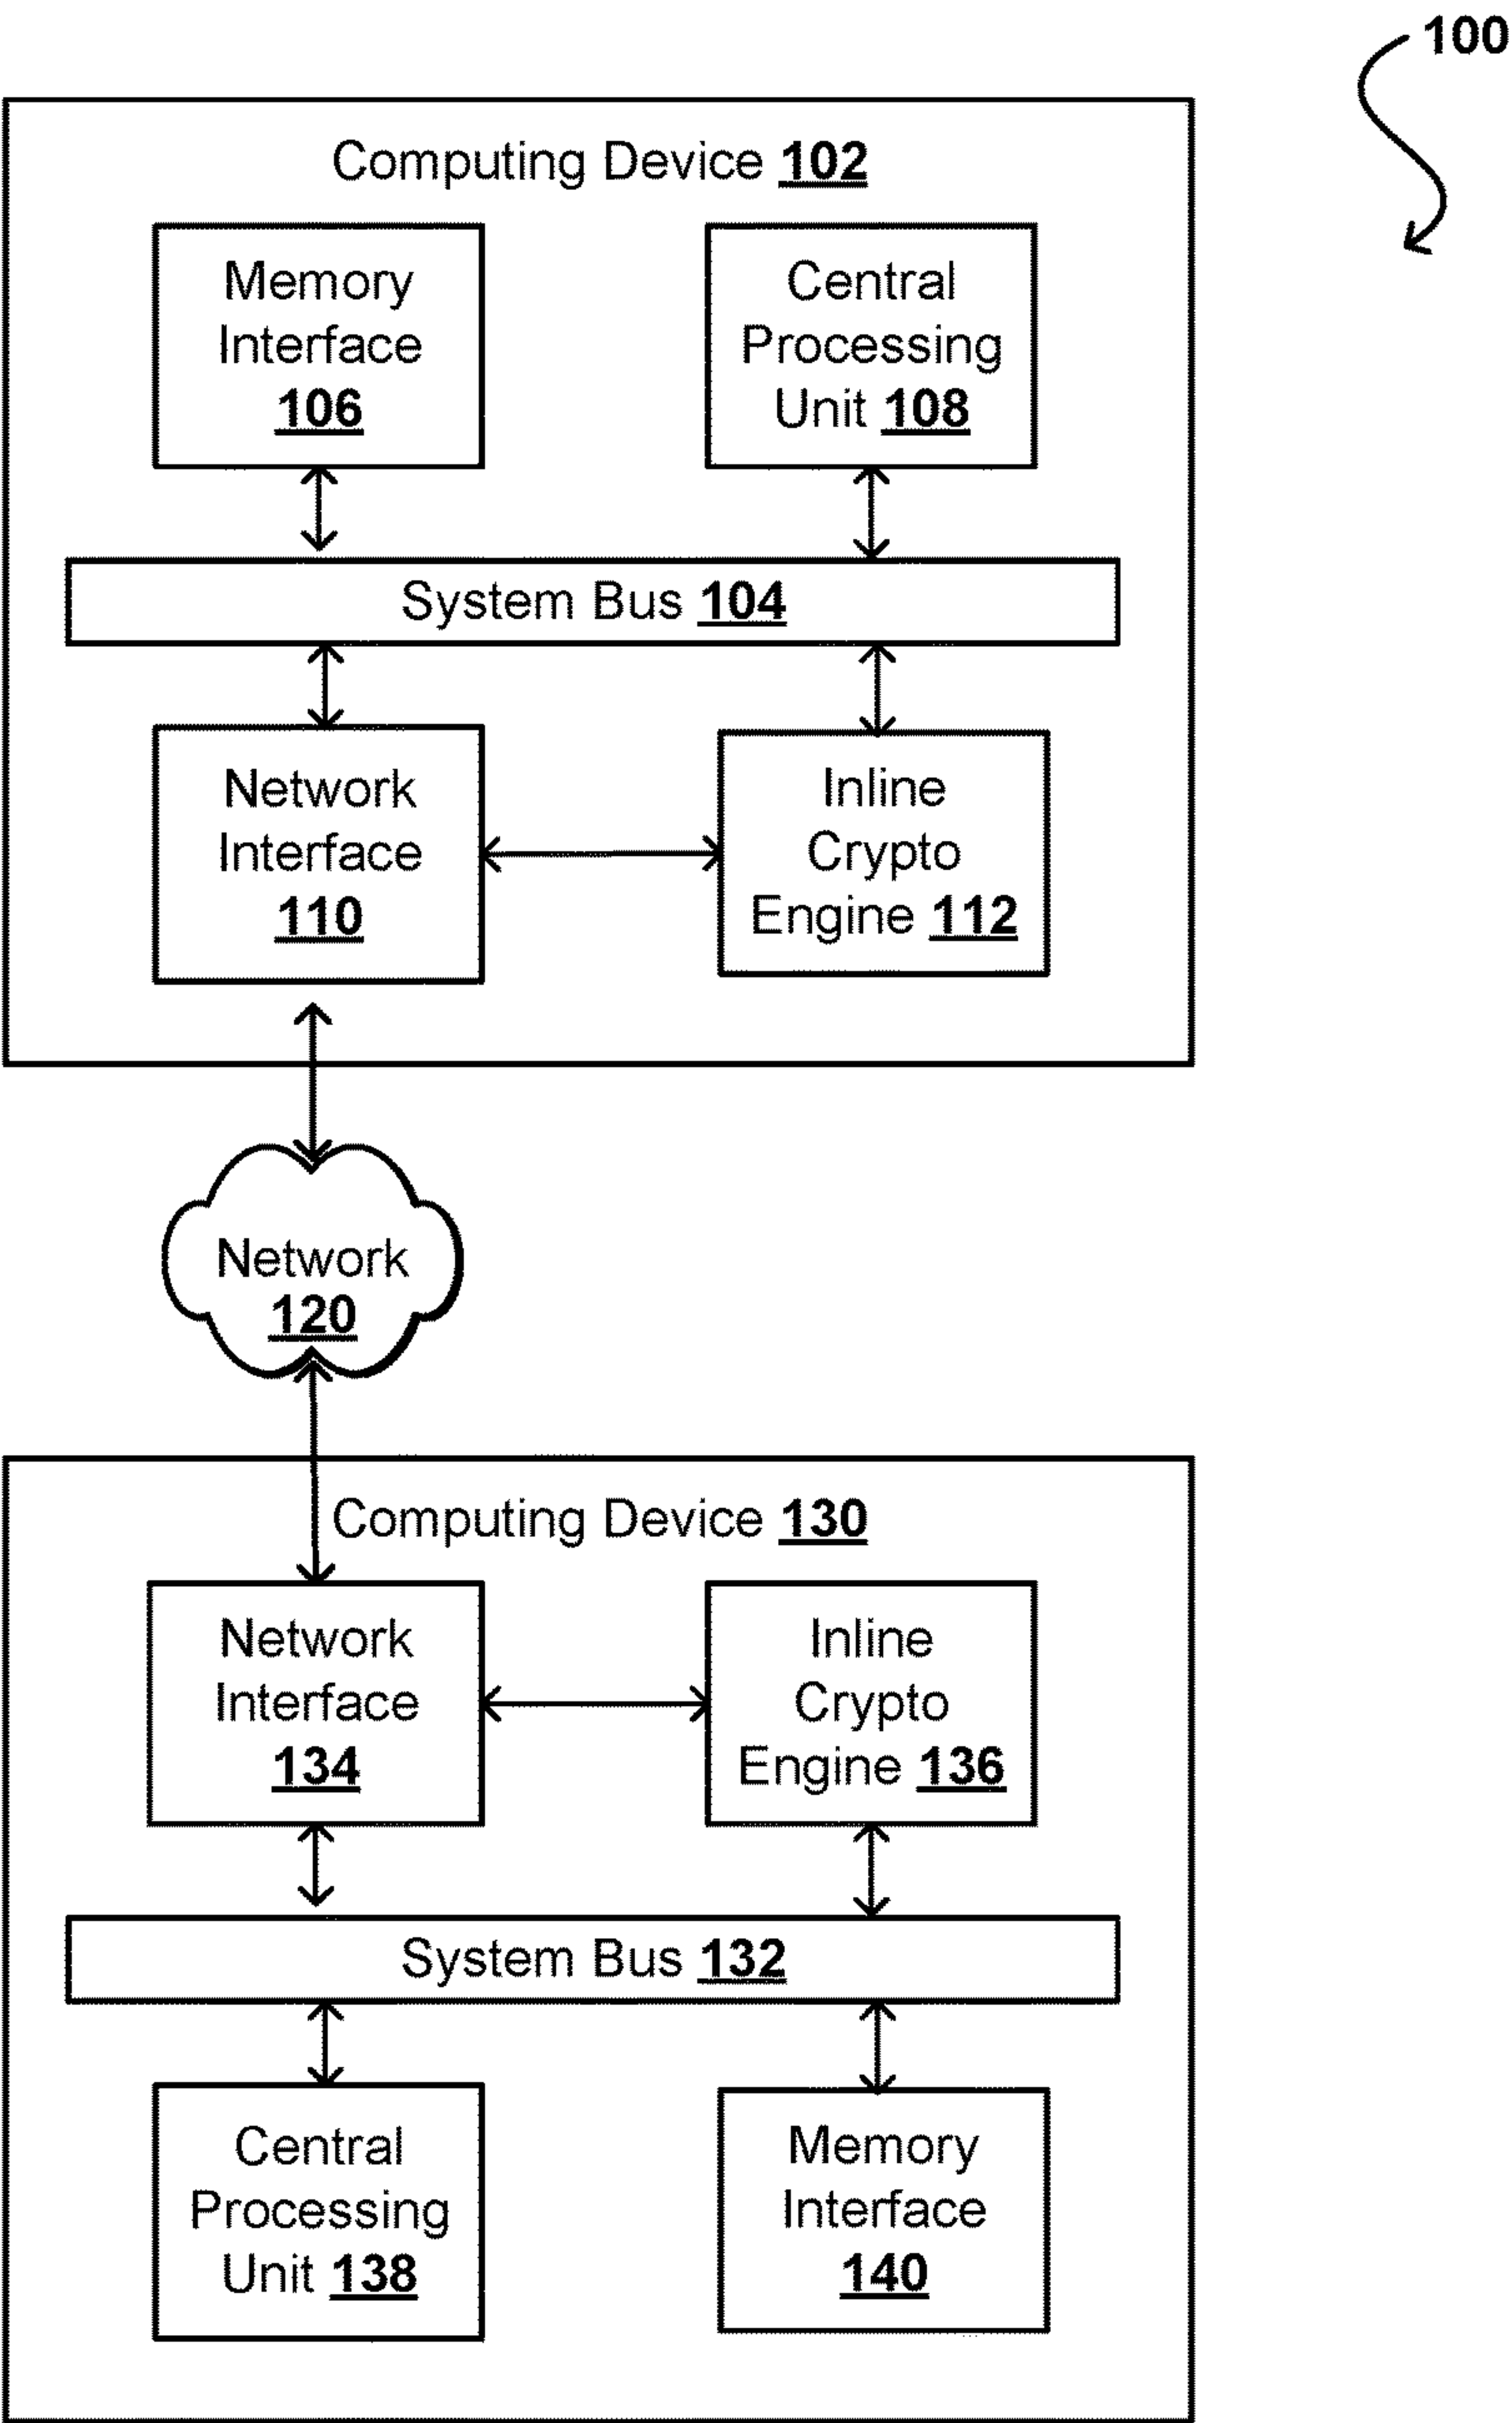 100
Computing Device 102
Memory
Interface
106
Central
Processing
Unit 108
System Bus 104
Network
Interface
110
Inline
Crypto
Engine 112
Network
120
Computing Device 130
Network
Interface
134
Inline
Crypto
Engine 136
System Bus 132
Central
Processing
Unit 138
Memory
Interface
140